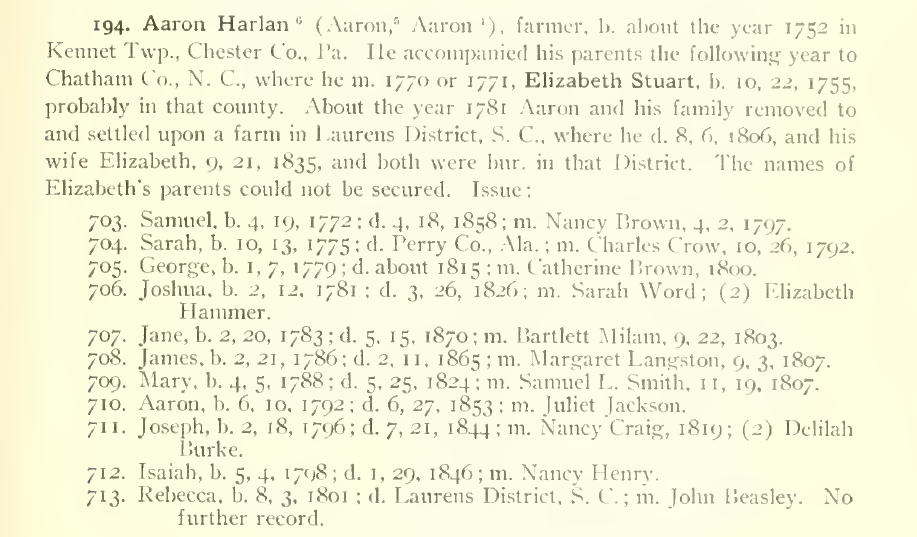 194. Aaron Harlan ⁶ (Aaron,⁵ Aaron ⁴), farmer, b. about the year 1752 in
Kennet Twp., Chester Co., Pa. He accompanied his parents the following year to
Chatham Co., N. C., where he m. 1770 or 1771, Elizabeth Stuart, b. 10, 22, 1755,
probably in that county. About the year 1781 Aaron and his family removed to
and settled upon a farm in Laurens District, S. C., where he d. 8, 6, 1806, and his
wife Elizabeth, 9, 21, 1835, and both were bur. in that District. The names of
Elizabeth's parents could not be secured. Issue:
703. Samuel, b. 4, 19, 1772; d. 4, 18, 1858; m. Nancy Brown, 4, 2, 1797.
704. Sarah, b. 10, 13, 1775; d. Perry Co., Ala.; m. Charles Crow, 10, 26, 1792.
705. George, b. 1, 7, 1779; d. about 1815; m. Catherine Brown, 1800.
706. Joshua, b. 2, 12, 1781; d. 3, 26, 1826; m. Sarah Word; (2) Elizabeth
Hammer.
707. Jane, b. 2, 20, 1783; d. 5, 15, 1870; m. Bartlett Milam, 9, 22, 1803.
708. James, b. 2, 21, 1786; d. 2, 11, 1865; m. Margaret Langston, 9, 3, 1807.
709. Mary, b. 4, 5, 1788; d. 5, 25, 1824; m. Samuel L. Smith, 11, 19, 1807.
710. Aaron, b. 6, 10, 1792; d. 6, 27, 1853; m. Juliet Jackson.
711. Joseph, b. 2, 18, 1796; d. 7, 21, 1844; m. Nancy Craig, 1819; (2) Delilah
Burke.
712. Isaiah, b. 5, 4, 1798; d. 1, 29, 1846; m. Nancy Henry.
713. Rebecca, b. 8, 3, 1801; d. Laurens District, S. C.; m. John Beasley. No
further record.